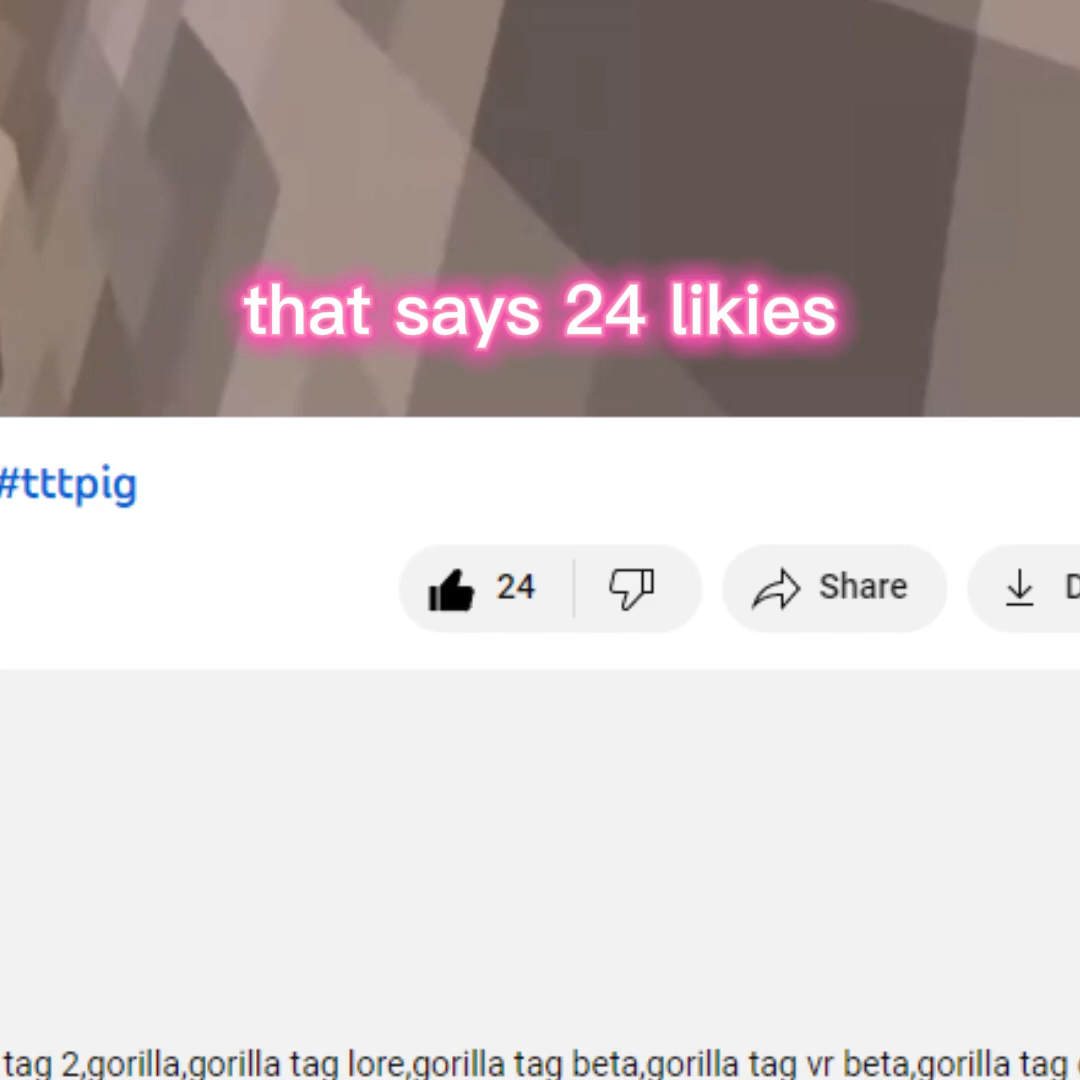 that says 24 likies
#tttpig
24 Share
tag 2,gorilla,gorilla tag lore,gorilla tag beta,gorilla tag vr beta,gorilla tag